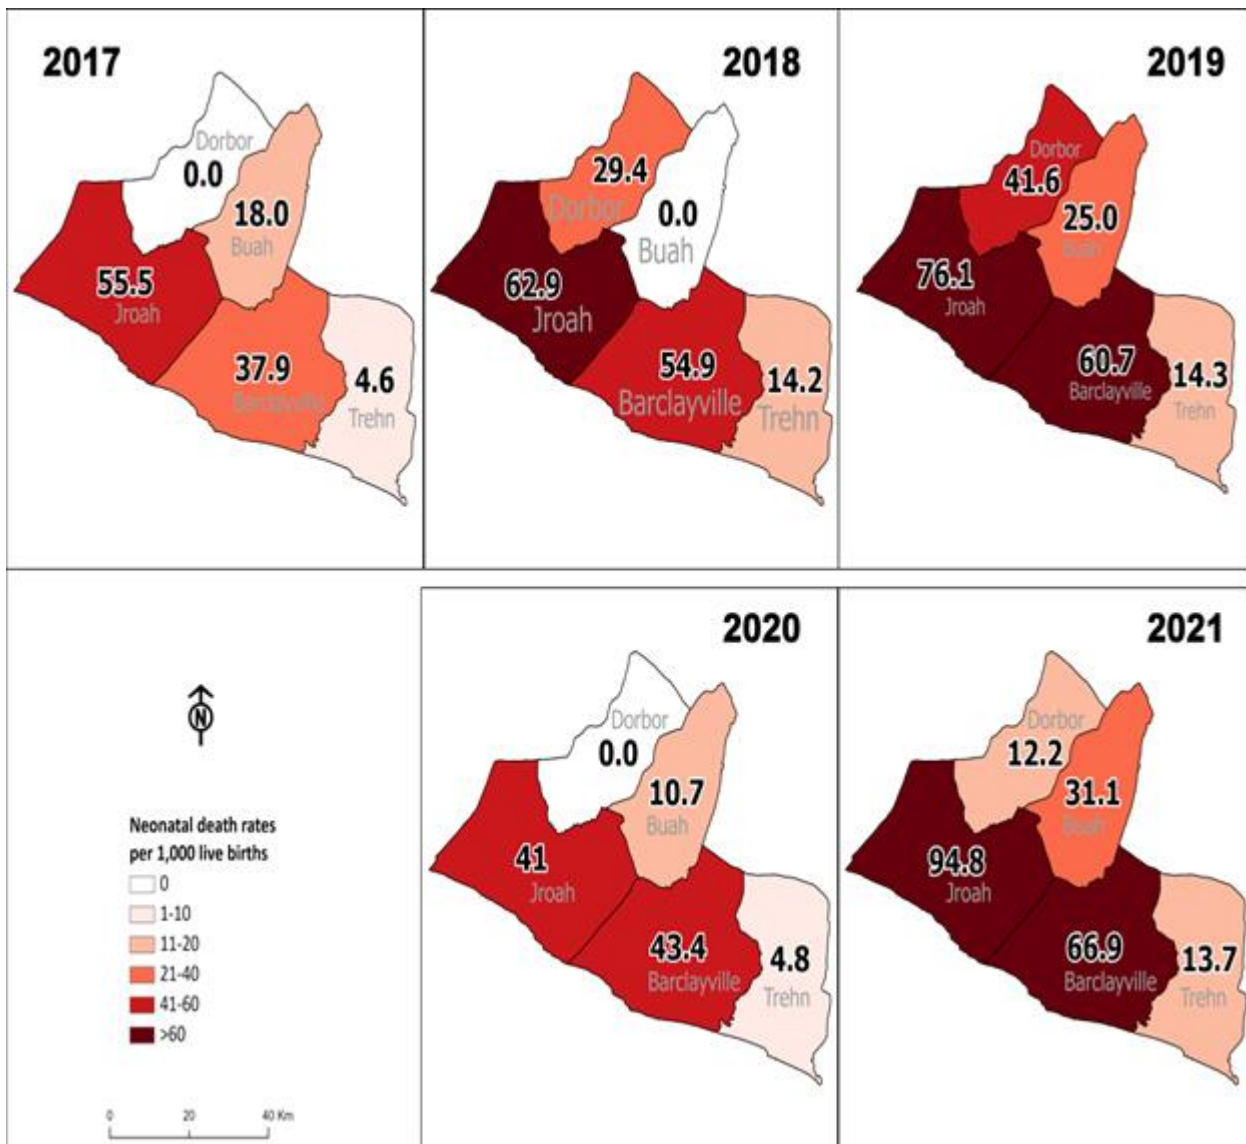 2017
Dorbor
0.0
18.0
Buah
55.5
Jroah
37.9
Barclayville
4.6
Trehn
2018
29.4
Dorbor
0.0
Buah
62.9
Jroah
54.9
Barclayville
14.2
Trehn
2019
Dorbor
41.6
25.0
Buah
76.1
Jroah
60.7
Barclayville
14.3
Trehn
N
Neonatal death rates
per 1,000 live births
0
1-10
11-20
21-40
41-60
>60
0 20 40 Km
2020
Dorbor
0.0
10.7
Buah
41
Jroah
43.4
Barclayville
4.8
Trehn
2021
Dorbor
12.2
31.1
Buah
94.8
Jroah
66.9
Barclayville
13.7
Trehn